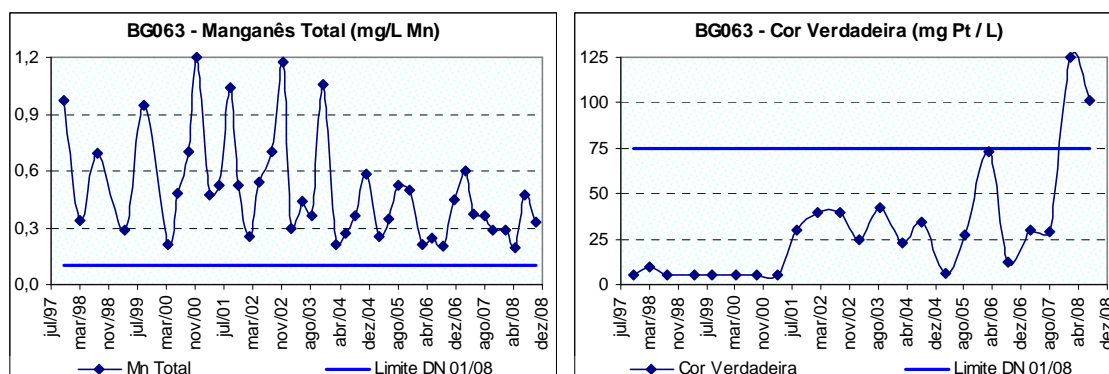 BG063 - Manganês Total (mg/L Mn)
1,2
0,9
0,6
0,3
0,0
jul/97
mar/98
nov/98
jul/99
mar/00
nov/00
jul/01
mar/02
nov/02
ago/03
abr/04
dez/04
ago/05
abr/06
dez/06
ago/07
abr/08
dez/08
Mn Total
Limite DN 01/08
BG063 - Cor Verdadeira (mg Pt / L)
125
100
75
50
25
0
jul/97
mar/98
nov/98
jul/99
mar/00
nov/00
jul/01
mar/02
nov/02
ago/03
abr/04
dez/04
ago/05
abr/06
dez/06
ago/07
abr/08
dez/08
Cor Verdadeira
Limite DN 01/08